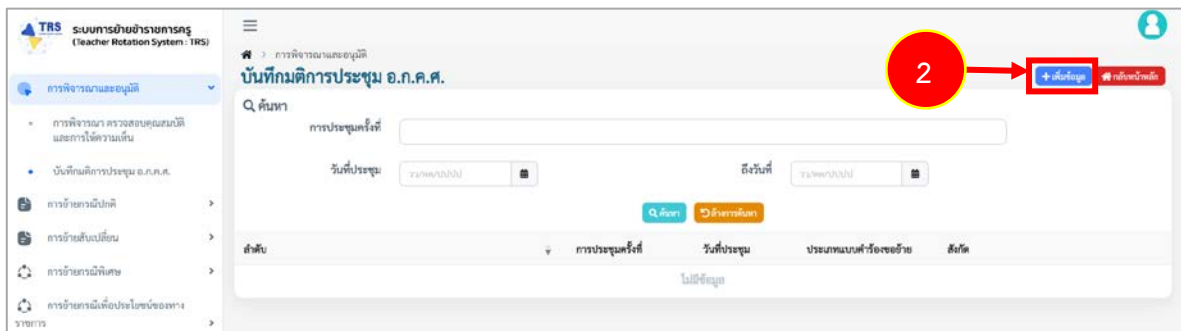 TRS ระบบการย้ายข้าราชการครู
(Teacher Rotation System : TRS)
การพิจารณาและอนุมัติ
บันทึกมติการประชุม อ.ก.ค.ศ.
2
+ เพิ่มข้อมูล
กลับหน้าหลัก
การพิจารณาและอนุมัติ
การพิจารณา ตรวจสอบคุณสมบัติ
และการให้ความเห็น
บันทึกมติการประชุม อ.ก.ค.ศ.
การย้ายกรณีปกติ
การย้ายสับเปลี่ยน
การย้ายกรณีพิเศษ
การย้ายกรณีเพื่อประโยชน์ของทาง
ราชการ
ค้นหา
การประชุมครั้งที่
วันที่ประชุม
วว/ดด/ปปปป
ถึงวันที่
วว/ดด/ปปปป
ค้นหา
ล้างการค้นหา
ลำดับ
การประชุมครั้งที่
วันที่ประชุม
ประเภทแบบคำร้องขอย้าย
สังกัด
ไม่มีข้อมูล